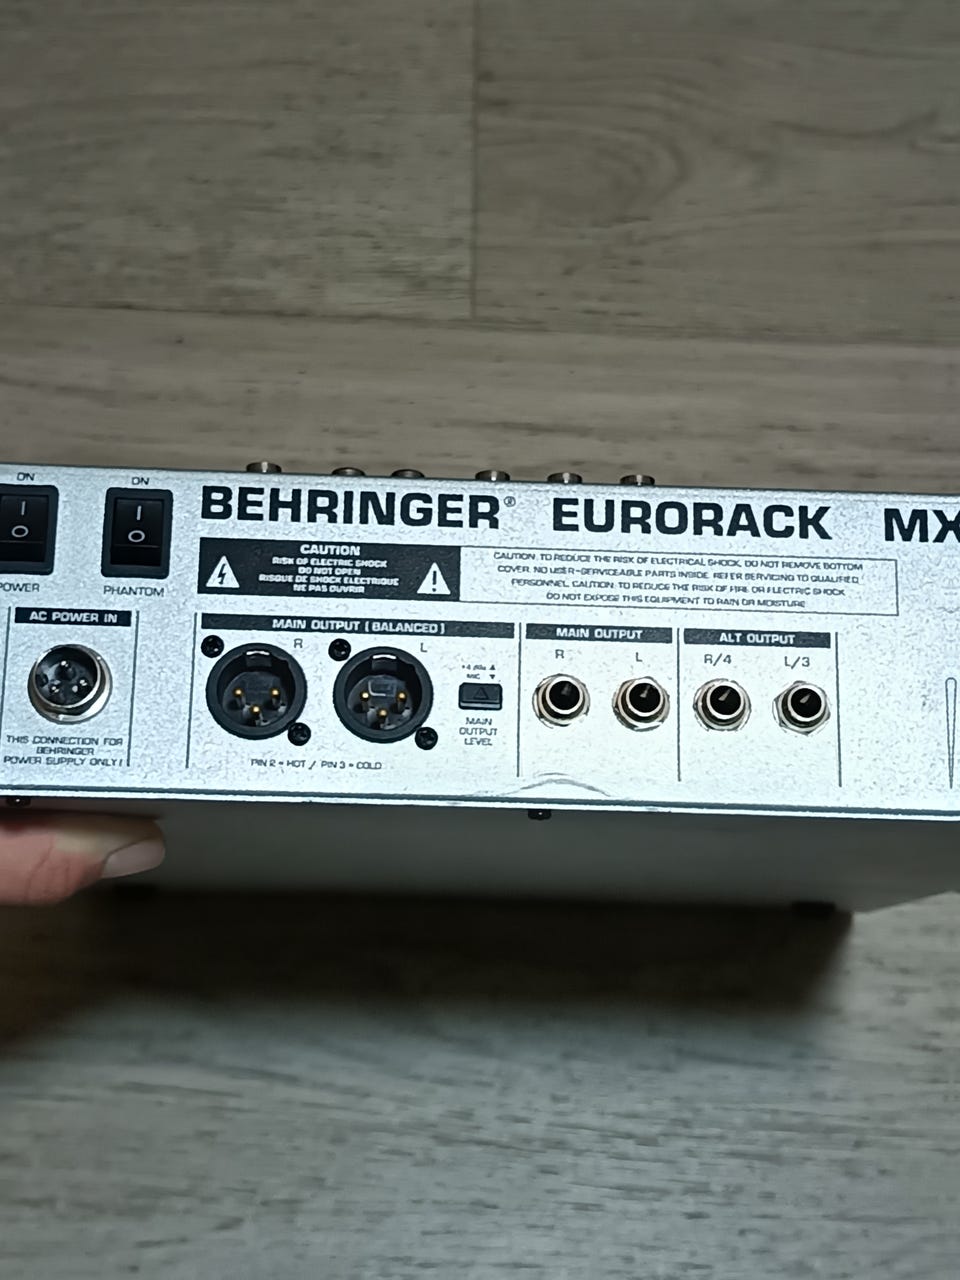 ON
I
O
POWER
ON
I
O
PHANTOM
BEHRINGER® EURORACK MX
CAUTION
RISK OF ELECTRIC SHOCK
DO NOT OPEN
RISQUE DE SHOCK ELECTRIQUE
NE PAS OUVRIR
CAUTION: TO REDUCE THE RISK OF ELECTRICAL SHOCK, DO NOT REMOVE BOTTOM
COVER. NO USER-SERVICEABLE PARTS INSIDE. REFER SERVICING TO QUALIFIED
PERSONNEL. CAUTION: TO REDUCE THE RISK OF FIRE OR ELECTRIC SHOCK
DO NOT EXPOSE THIS EQUIPMENT TO RAIN OR MOISTURE
AC POWER IN
THIS CONNECTION FOR
BEHRINGER
POWER SUPPLY ONLY!
MAIN OUTPUT (BALANCED)
R
L
PIN 2 = HOT / PIN 3 = COLD
+4 dBu
MIC
MAIN
OUTPUT
LEVEL
MAIN OUTPUT
R
L
ALT OUTPUT
R/4
L/3